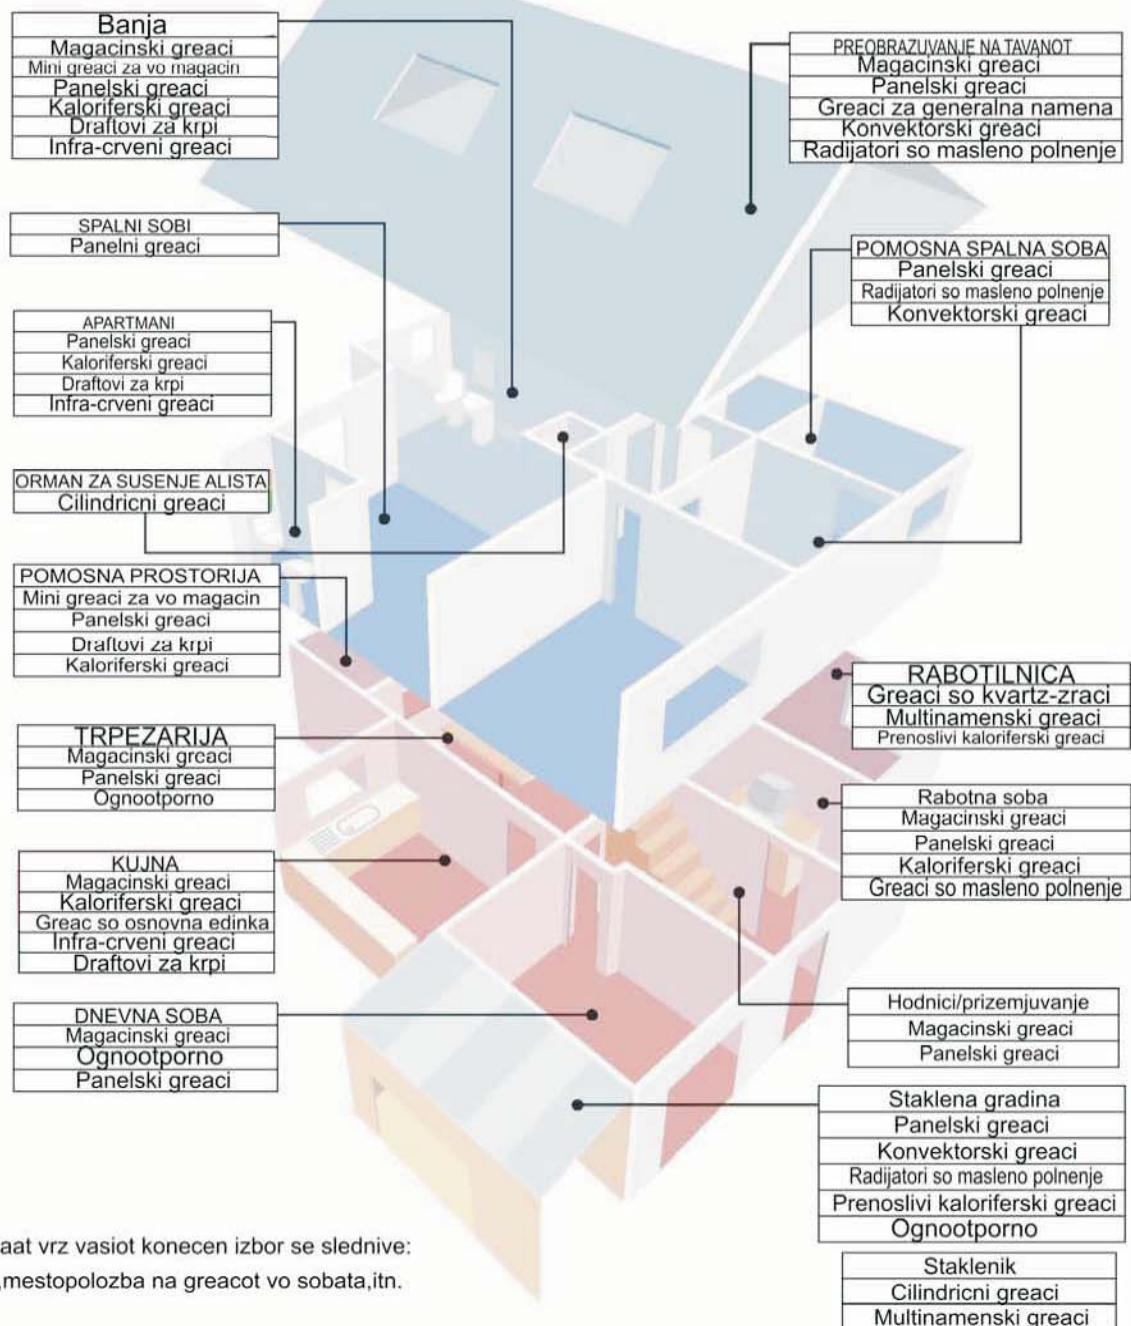 Banja
Magacinski greaci
Mini greaci za vo magacin
Panelski greaci
Kaloriferski greaci
Draftovi za krpi
Infra-crveni greaci
SPALNI SOBI
Panelni greaci
APARTMANI
Panelski greaci
Kaloriferski greaci
Draftovi za krpi
Infra-crveni greaci
ORMAN ZA SUSENJE ALISTA
Cilindricni greaci
POMOSNA PROSTORIJA
Mini greaci za vo magacin
Panelski greaci
Draftovi za krpi
Kaloriferski greaci
TRPEZARIJA
Magacinski greaci
Panelski greaci
Ognootporno
KUJNA
Magacinski greaci
Kaloriferski greaci
Greac so osnovna edinka
Infra-crveni greaci
Draftovi za krpi
DNEVNA SOBA
Magacinski greaci
Ognootporno
Panelski greaci
PREOBRAZUVANJE NA TAVANOT
Magacinski greaci
Panelski greaci
Greaci za generalna namena
Konvektorski greaci
Radijatori so masleno polnenje
POMOSNA SPALNA SOBA
Panelski greaci
Radijatori so masleno polnenje
Konvektorski greaci
RABOTILNICA
Greaci so kvartz-zraci
Multinamenski greaci
Prenoslivi kaloriferski greaci
Rabotna soba
Magacinski greaci
Panelski greaci
Kaloriferski greaci
Greaci so masleno polnenje
Hodnici/prizemjuvanje
Magacinski greaci
Panelski greaci
Staklena gradina
Panelski greaci
Konvektorski greaci
Radijatori so masleno polnenje
Prenoslivi kaloriferski greaci
Ognootporno
Staklenik
Cilindricni greaci
Multinamenski greaci
aat vrz vasiot konecen izbor se slednive:
,mestopolozba na greacot vo sobata,itn.